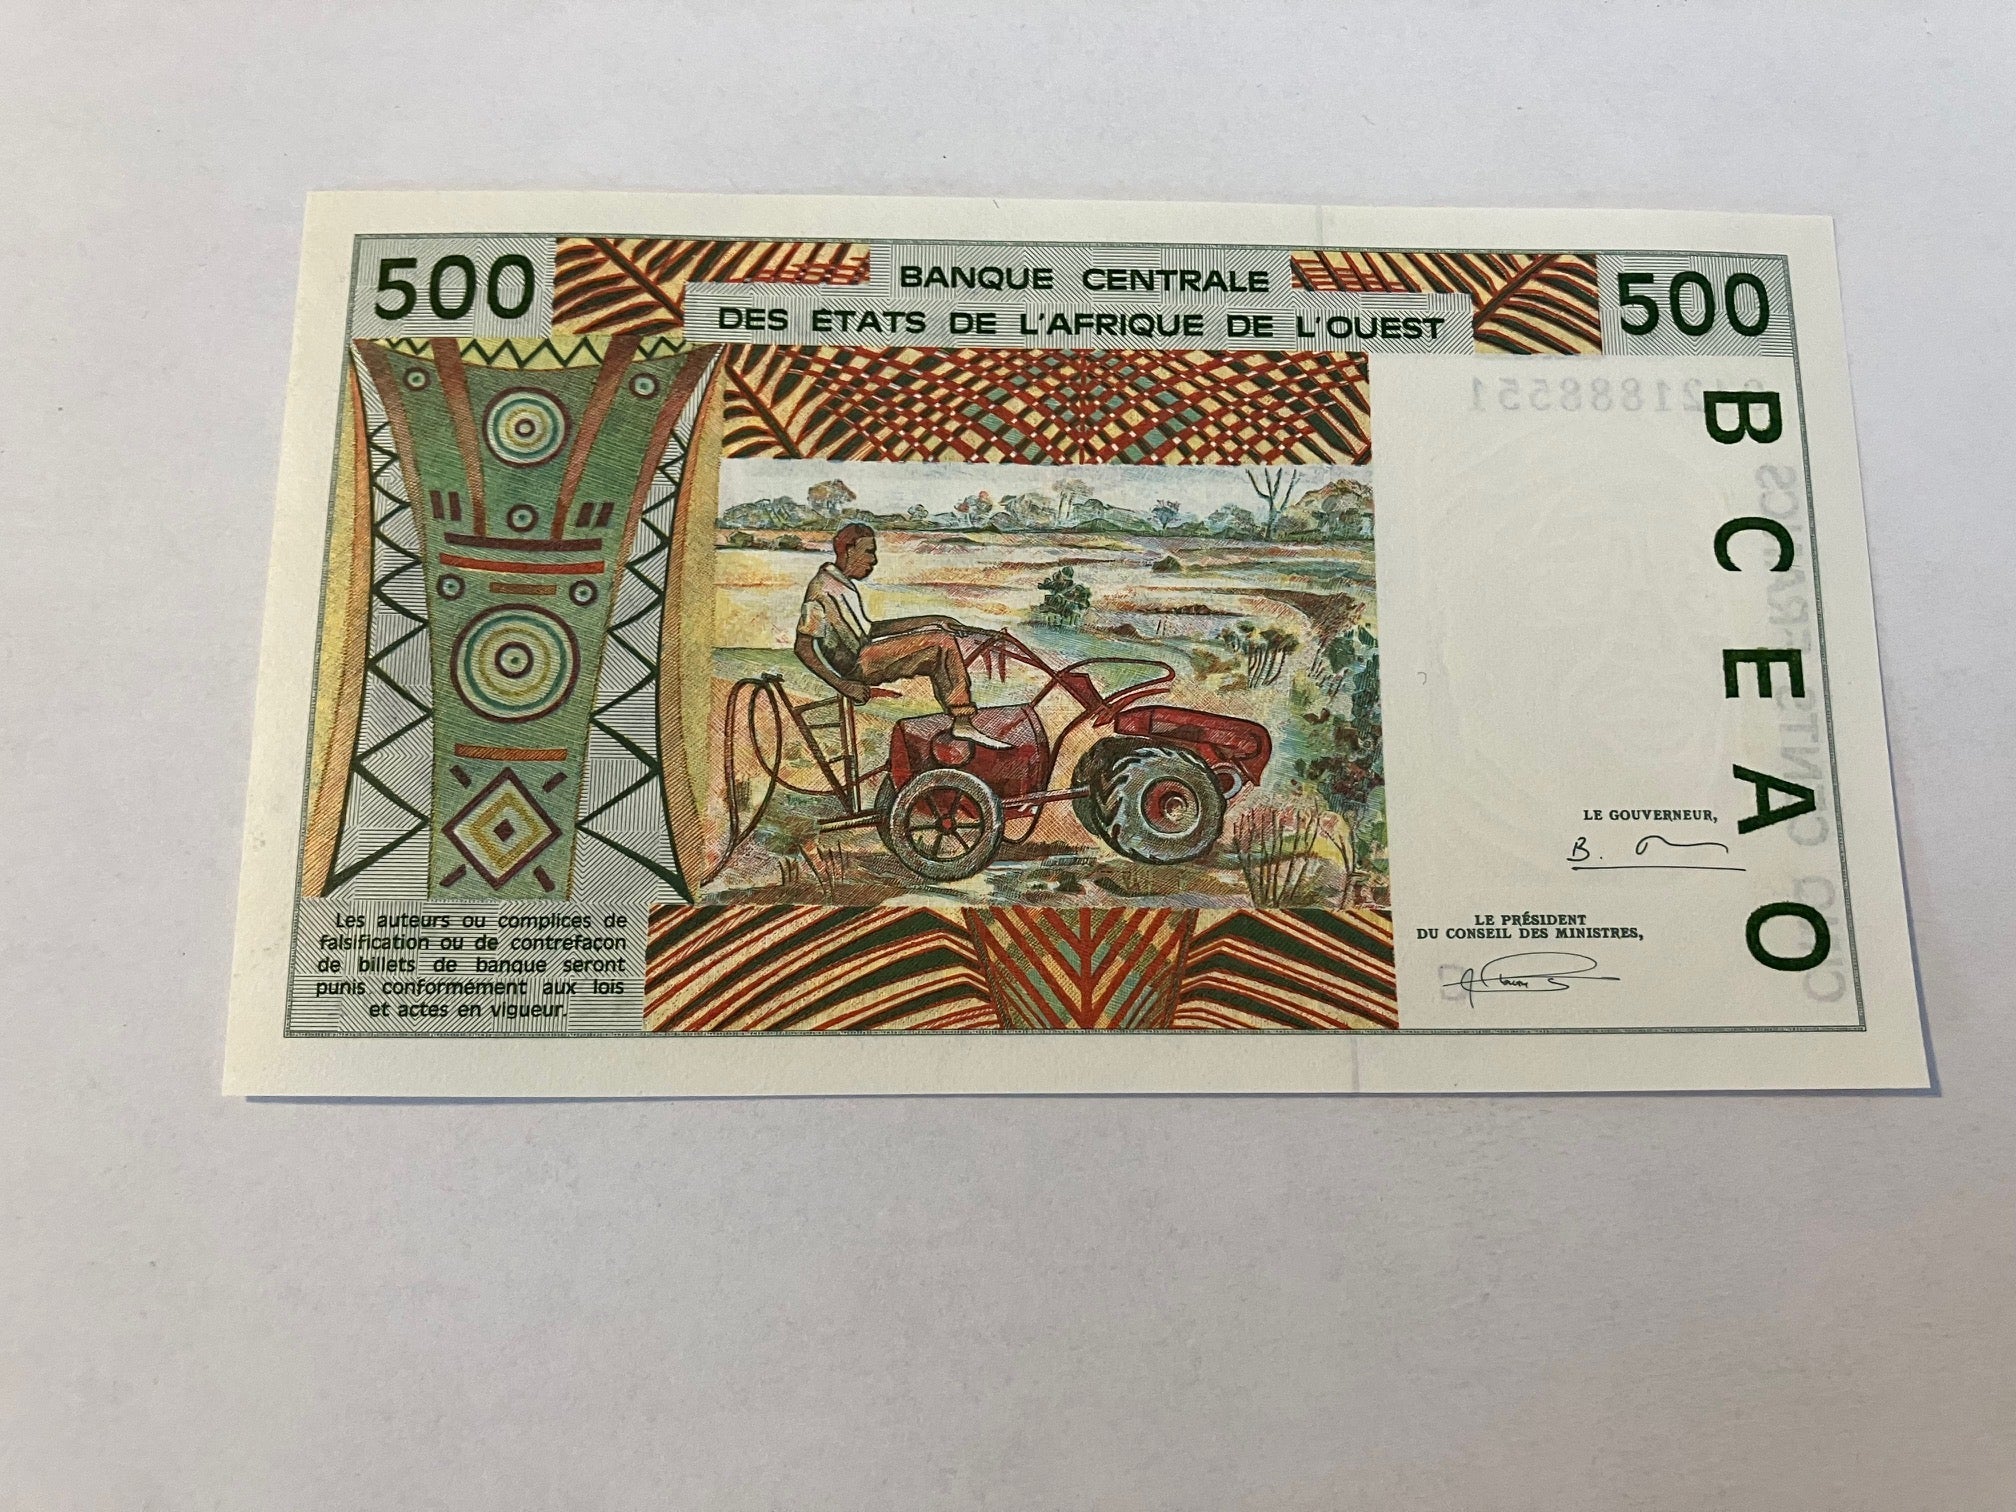 500
BANQUE CENTRALE
DES ETATS DE L'AFRIQUE DE L'OUEST
500
BCEAO
LE GOUVERNEUR,
LE PRÉSIDENT
DU CONSEIL DES MINISTRES,
Les auteurs ou complices de
falsification ou de contrefaçon
de billets de banque seront
punis conformément aux lois
et actes en vigueur.